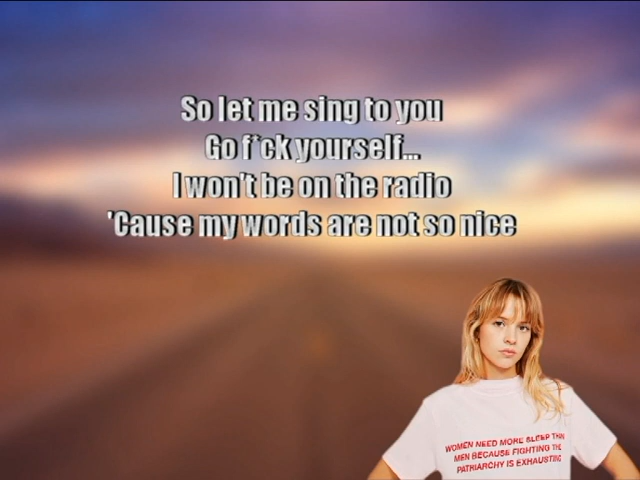 So let me sing to you
Go f*ck yourself...
I won't be on the radio
'Cause my words are not so nice
WOMEN NEED MORE SLEEP THAN
MEN BECAUSE FIGHTING THE
PATRIARCHY IS EXHAUSTING